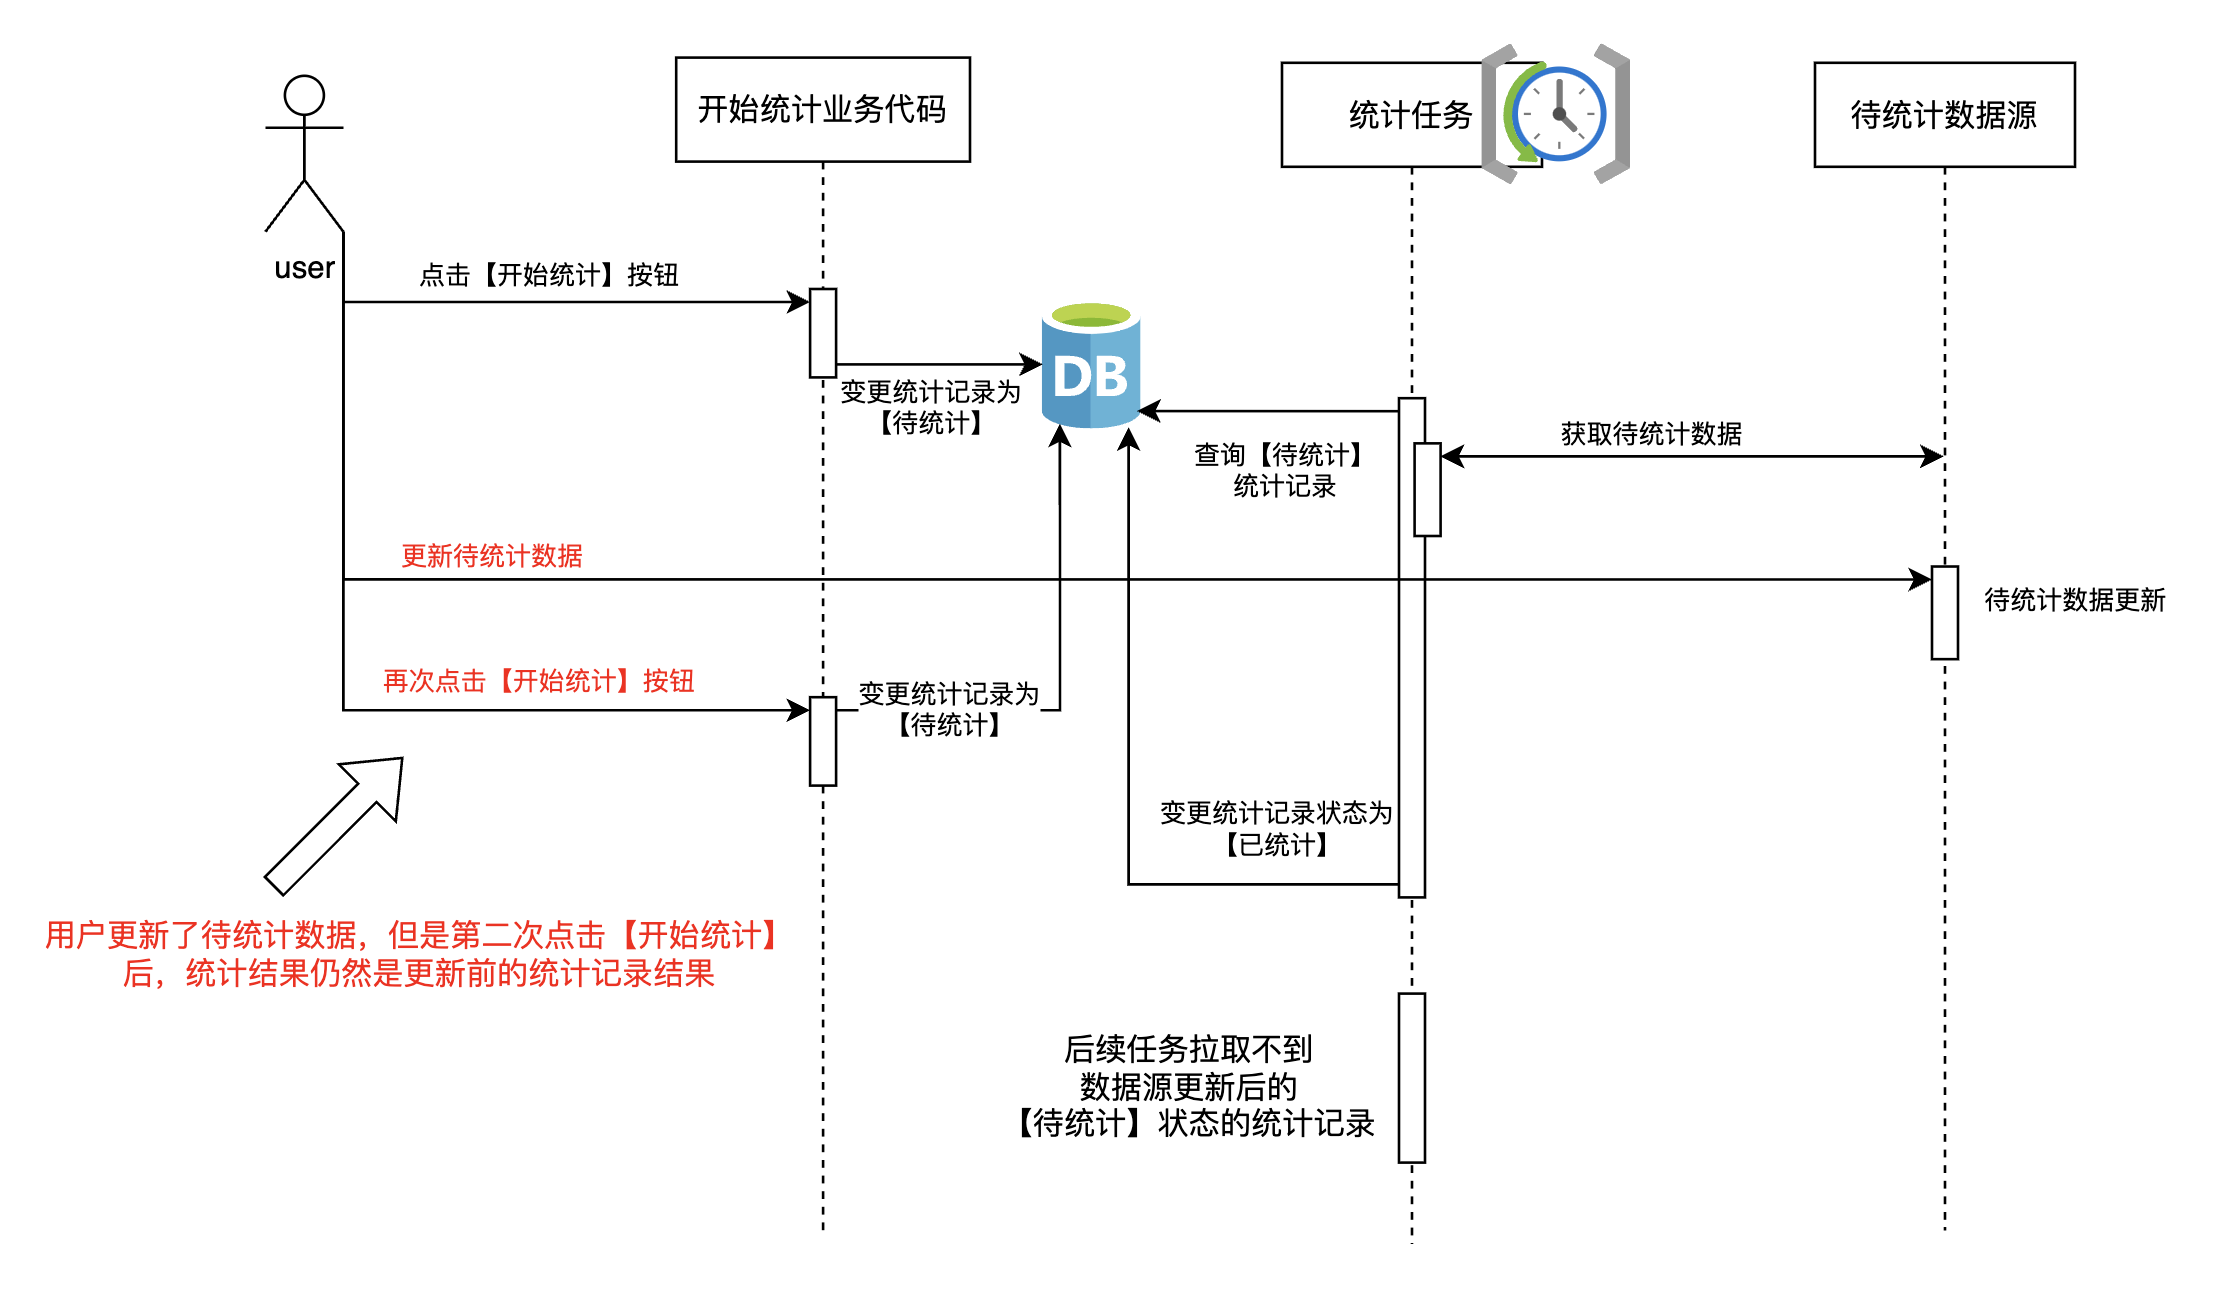 开始统计业务代码
统计任务
待统计数据源
user
点击【开始统计】按钮
DB
变更统计记录为
【待统计】
查询【待统计】
统计记录
获取待统计数据
更新待统计数据
待统计数据更新
再次点击【开始统计】按钮
变更统计记录为
【待统计】
变更统计记录状态为
【已统计】
用户更新了待统计数据，但是第二次点击【开始统计】
后，统计结果仍然是更新前的统计记录结果
后续任务拉取不到
数据源更新后的
【待统计】状态的统计记录